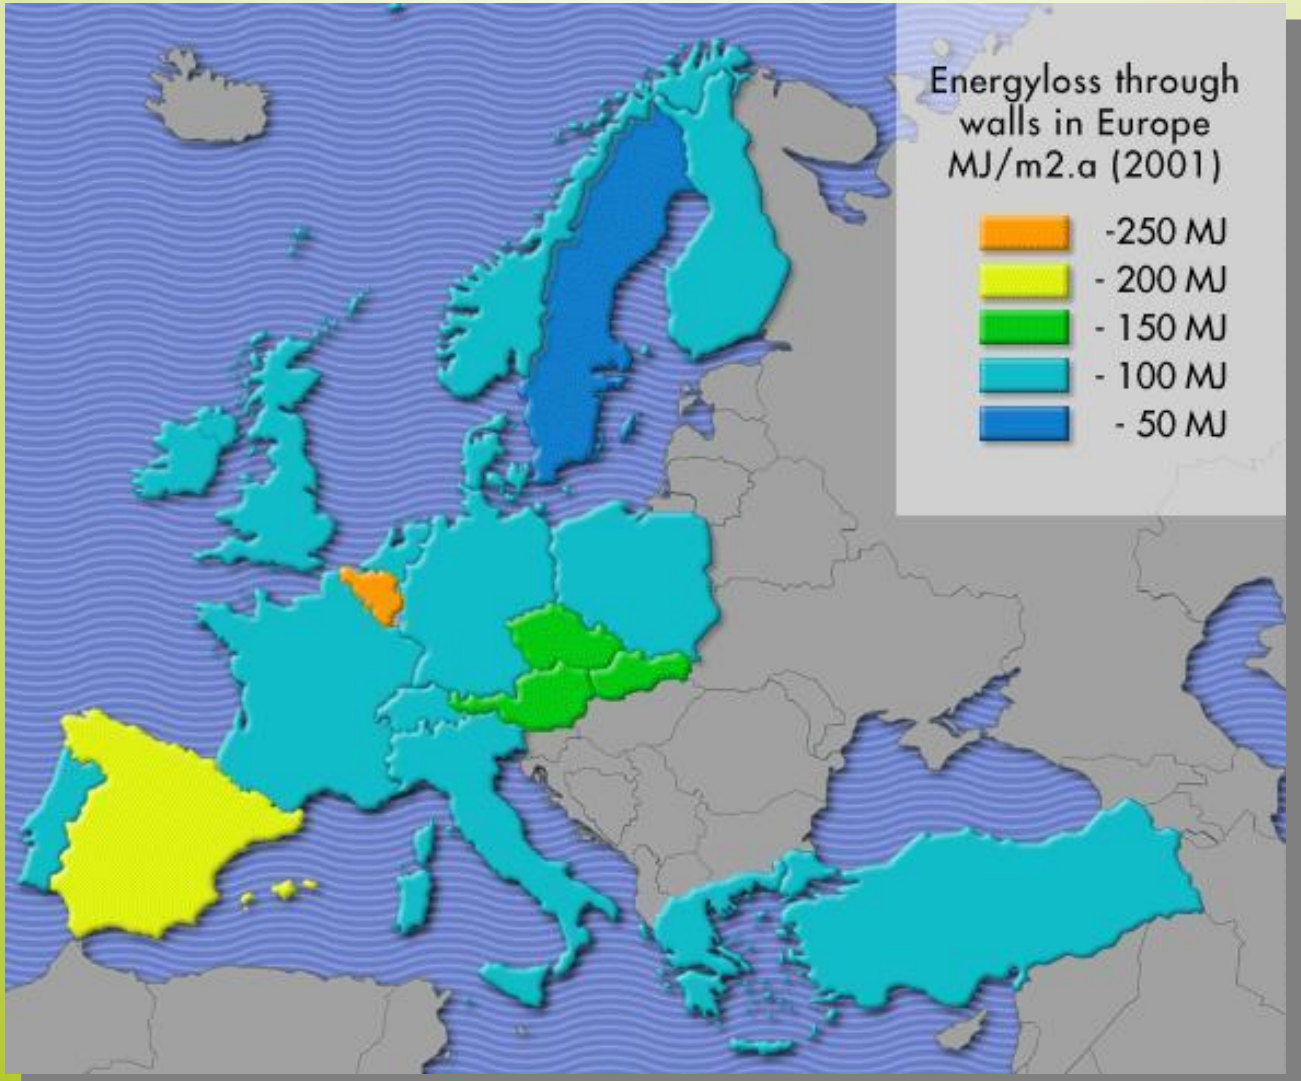 Energyloss through
walls in Europe
MJ/m2.a (2001)
-250 MJ
- 200 MJ
- 150 MJ
- 100 MJ
- 50 MJ